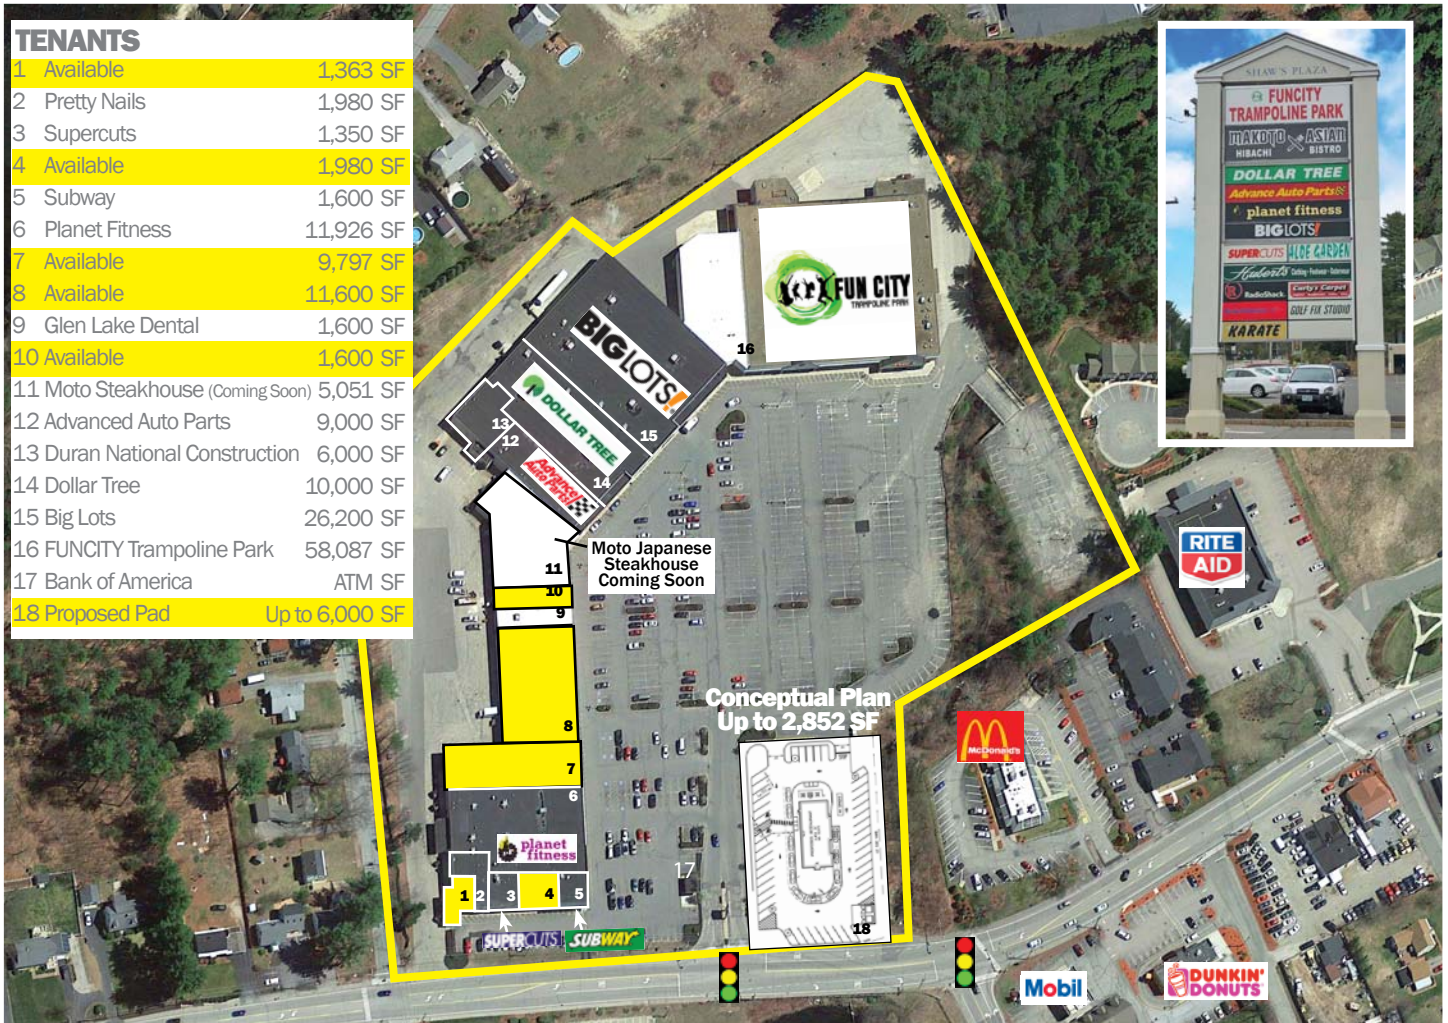 TENANTS
1 Available 1,363 SF
2 Pretty Nails 1,980 SF
3 Supercuts 1,350 SF
4 Available 1,980 SF
5 Subway 1,600 SF
6 Planet Fitness 11,926 SF
7 Available 9,797 SF
8 Available 11,600 SF
9 Glen Lake Dental 1,600 SF
10 Available 1,600 SF
11 Moto Steakhouse (Coming Soon) 5,051 SF
12 Advanced Auto Parts 9,000 SF
13 Duran National Construction 6,000 SF
14 Dollar Tree 10,000 SF
15 Big Lots 26,200 SF
16 FUNCITY Trampoline Park 58,087 SF
17 Bank of America ATM SF
18 Proposed Pad Up to 6,000 SF
SHAW'S PLAZA
FUNCITY
TRAMPOLINE PARK
MAKOTO ASIAN
HIBACHI BISTRO
DOLLAR TREE
Advance Auto Parts
planet fitness
BIG LOTS!
SUPERCUTS ALOE GARDEN
Hubert's Clothing - Footwear - Outerwear
RadioShack Curly's Carpet
GOLF FIX STUDIO
KARATE
FUN CITY
TRAMPOLINE PARK
16
BIG LOTS!
15
DOLLAR TREE
14
13
12
Advance
Auto Parts
Moto Japanese
Steakhouse
Coming Soon
11
10
9
8
7
6
planet
fitness
1
2
3
4
5
SUPERCUTS
SUBWAY
17
Conceptual Plan
Up to 2,852 SF
18
RITE
AID
McDonald's
Mobil
DUNKIN'
DONUTS